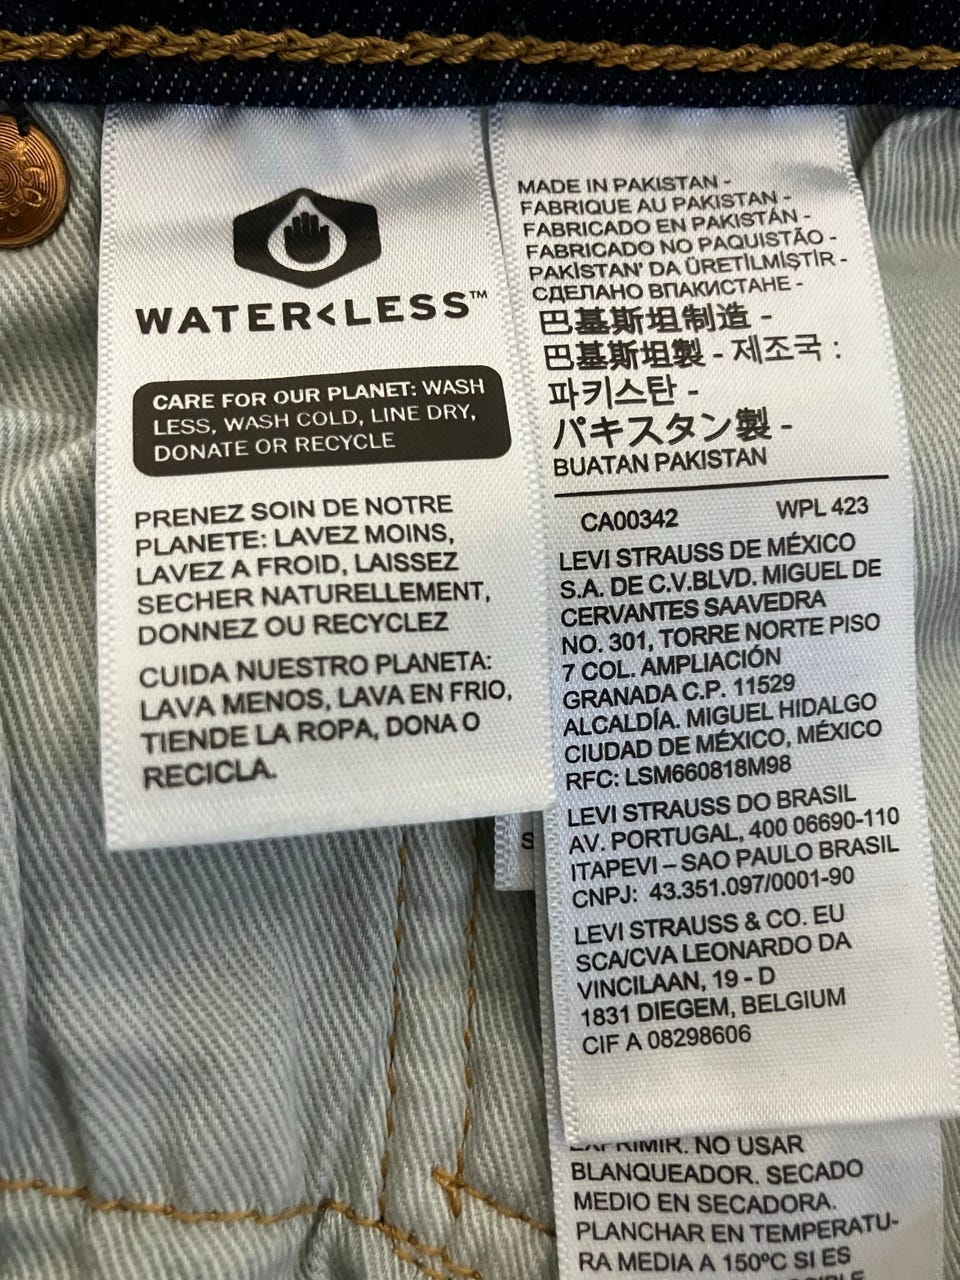 WATER<LESS™
CARE FOR OUR PLANET: WASH
LESS, WASH COLD, LINE DRY,
DONATE OR RECYCLE
PRENEZ SOIN DE NOTRE
PLANETE: LAVEZ MOINS,
LAVEZ A FROID, LAISSEZ
SECHER NATURELLEMENT,
DONNEZ OU RECYCLEZ
CUIDA NUESTRO PLANETA:
LAVA MENOS, LAVA EN FRIO,
TIENDE LA ROPA, DONA O
RECICLA.
MADE IN PAKISTAN -
FABRIQUE AU PAKISTAN -
FABRICADO EN PAKISTÁN -
FABRICADO NO PAQUISTÃO -
PAKİSTAN' DA ÜRETİLMİŞTİR -
СДЕЛАНО ВПАКИСТАНЕ -
巴基斯坦制造 -
巴基斯坦製 - 제조국 :
파키스탄 -
パキスタン製 -
BUATAN PAKISTAN
CA00342 WPL 423
LEVI STRAUSS DE MÉXICO
S.A. DE C.V.BLVD. MIGUEL DE
CERVANTES SAAVEDRA
NO. 301, TORRE NORTE PISO
7 COL. AMPLIACIÓN
GRANADA C.P. 11529
ALCALDÍA. MIGUEL HIDALGO
CIUDAD DE MÉXICO, MÉXICO
RFC: LSM660818M98
LEVI STRAUSS DO BRASIL
AV. PORTUGAL, 400 06690-110
ITAPEVI – SAO PAULO BRASIL
CNPJ: 43.351.097/0001-90
LEVI STRAUSS & CO. EU
SCA/CVA LEONARDO DA
VINCILAAN, 19 - D
1831 DIEGEM, BELGIUM
CIF A 08298606
S
EXPRIMIR. NO USAR
BLANQUEADOR. SECADO
MEDIO EN SECADORA.
PLANCHAR EN TEMPERATU-
RA MEDIA A 150ºC SI ES